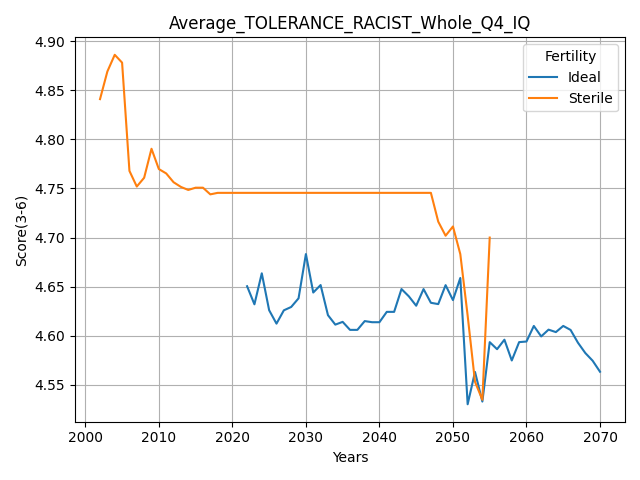 Average_TOLERANCE_RACIST_Whole_Q4_IQ
Fertility
Ideal
Sterile
4.90
4.85
4.80
4.75
4.70
4.65
4.60
4.55
Score(3-6)
2000 2010 2020 2030 2040 2050 2060 2070
Years